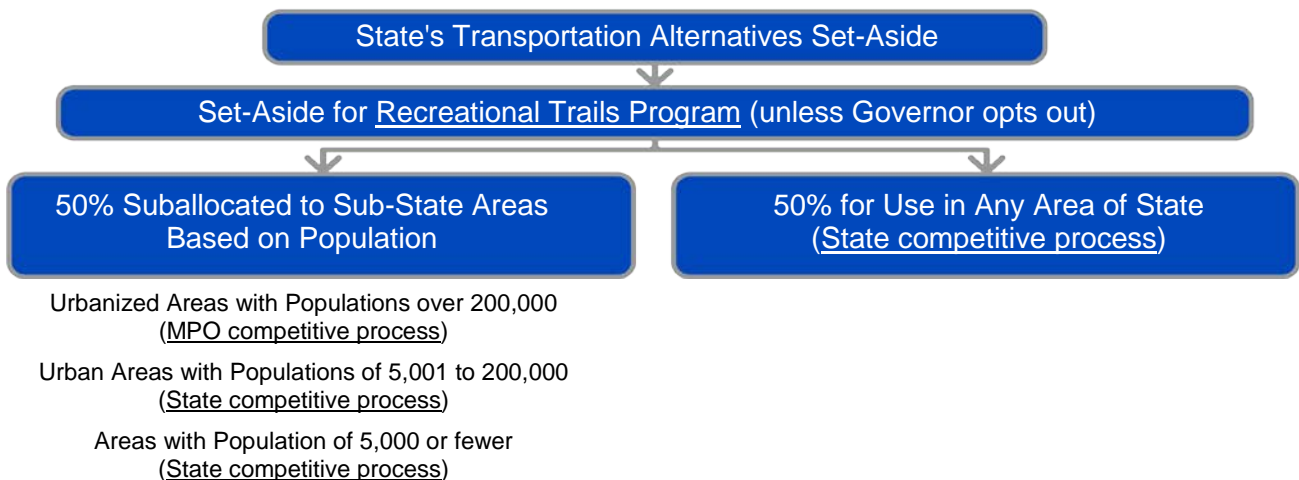 State's Transportation Alternatives Set-Aside
Set-Aside for Recreational Trails Program (unless Governor opts out)
50% Suballocated to Sub-State Areas
Based on Population
50% for Use in Any Area of State
(State competitive process)
Urbanized Areas with Populations over 200,000
(MPO competitive process)
Urban Areas with Populations of 5,001 to 200,000
(State competitive process)
Areas with Population of 5,000 or fewer
(State competitive process)